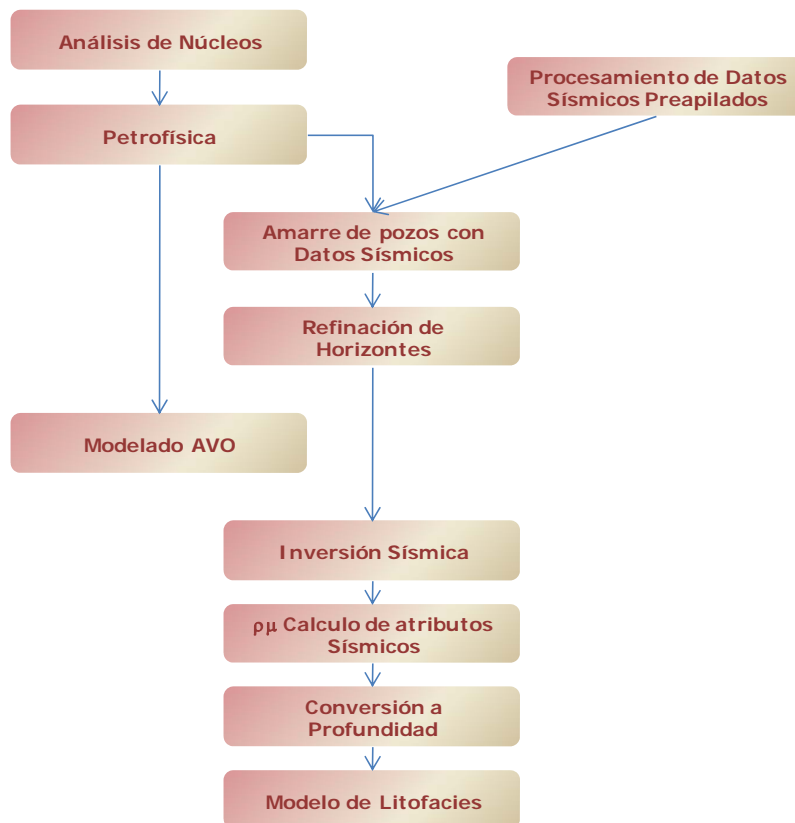 Análisis de Núcleos
Procesamiento de Datos
Sísmicos Preapilados
Petrofísica
Amarre de pozos con
Datos Sísmicos
Refinación de
Horizontes
Modelado AVO
Inversión Sísmica
ρμ Calculo de atributos
Sísmicos
Conversión a
Profundidad
Modelo de Litofacies